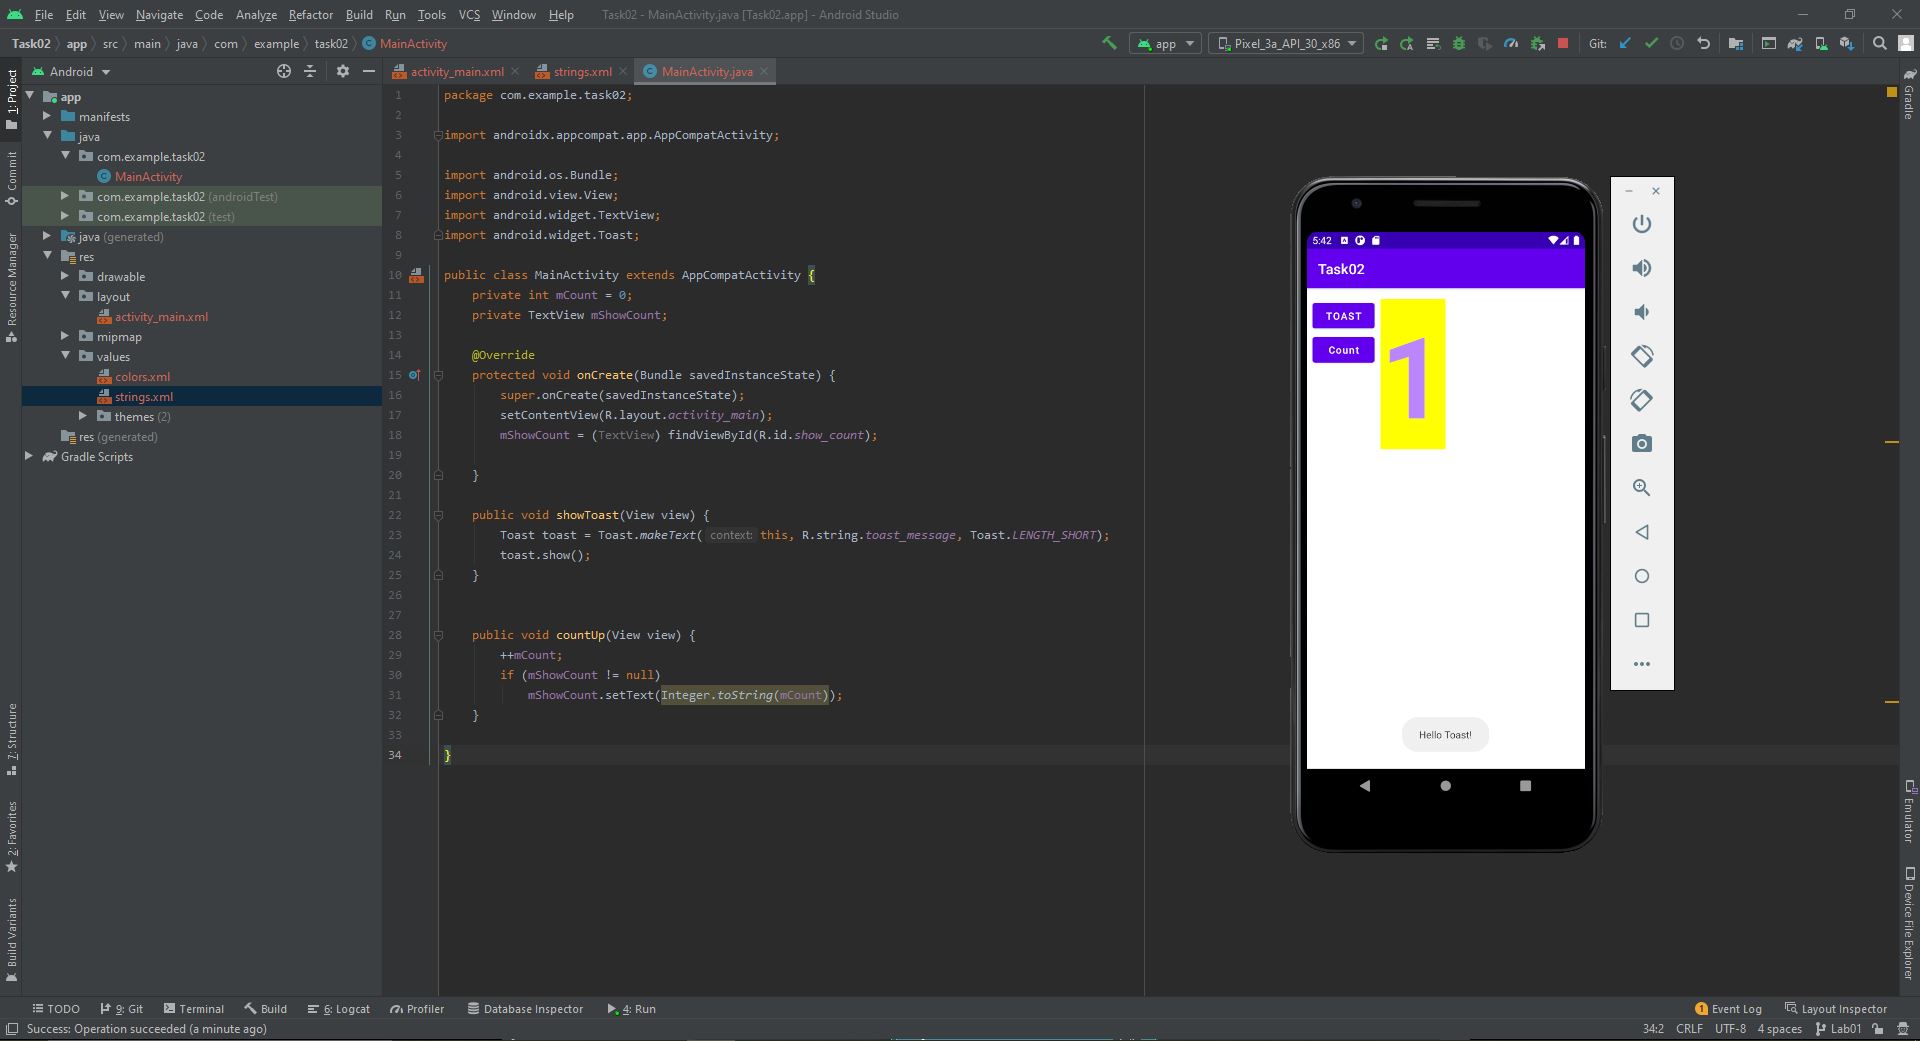 File Edit View Navigate Code Analyze Refactor Build Run Tools VCS Window Help Task02 - MainActivity.java [Task02.app] - Android Studio
Task02 app src main java com example task02 MainActivity app Pixel_3a_API_30_x86 Git:
Android activity_main.xml strings.xml MainActivity.java
1: Project
Commit
Resource Manager
7: Structure
2: Favorites
Build Variants
app
manifests
java
com.example.task02
MainActivity
com.example.task02 (androidTest)
com.example.task02 (test)
java (generated)
res
drawable
layout
activity_main.xml
mipmap
values
colors.xml
strings.xml
themes (2)
res (generated)
Gradle Scripts
1 package com.example.task02;
2
3 import androidx.appcompat.app.AppCompatActivity;
4
5 import android.os.Bundle;
6 import android.view.View;
7 import android.widget.TextView;
8 import android.widget.Toast;
9
10 public class MainActivity extends AppCompatActivity {
11 private int mCount = 0;
12 private TextView mShowCount;
13
14 @Override
15 protected void onCreate(Bundle savedInstanceState) {
16 super.onCreate(savedInstanceState);
17 setContentView(R.layout.activity_main);
18 mShowCount = (TextView) findViewById(R.id.show_count);
19
20 }
21
22 public void showToast(View view) {
23 Toast toast = Toast.makeText( context: this, R.string.toast_message, Toast.LENGTH_SHORT);
24 toast.show();
25 }
26
27
28 public void countUp(View view) {
29 ++mCount;
30 if (mShowCount != null)
31 mShowCount.setText(Integer.toString(mCount));
32 }
33
34 }
5:42
Task02
TOAST
Count
1
Hello Toast!
Gradle
Emulator
Device File Explorer
TODO 9: Git Terminal Build 6: Logcat Profiler Database Inspector 4: Run 1 Event Log Layout Inspector
Success: Operation succeeded (a minute ago) 34:2 CRLF UTF-8 4 spaces Lab01